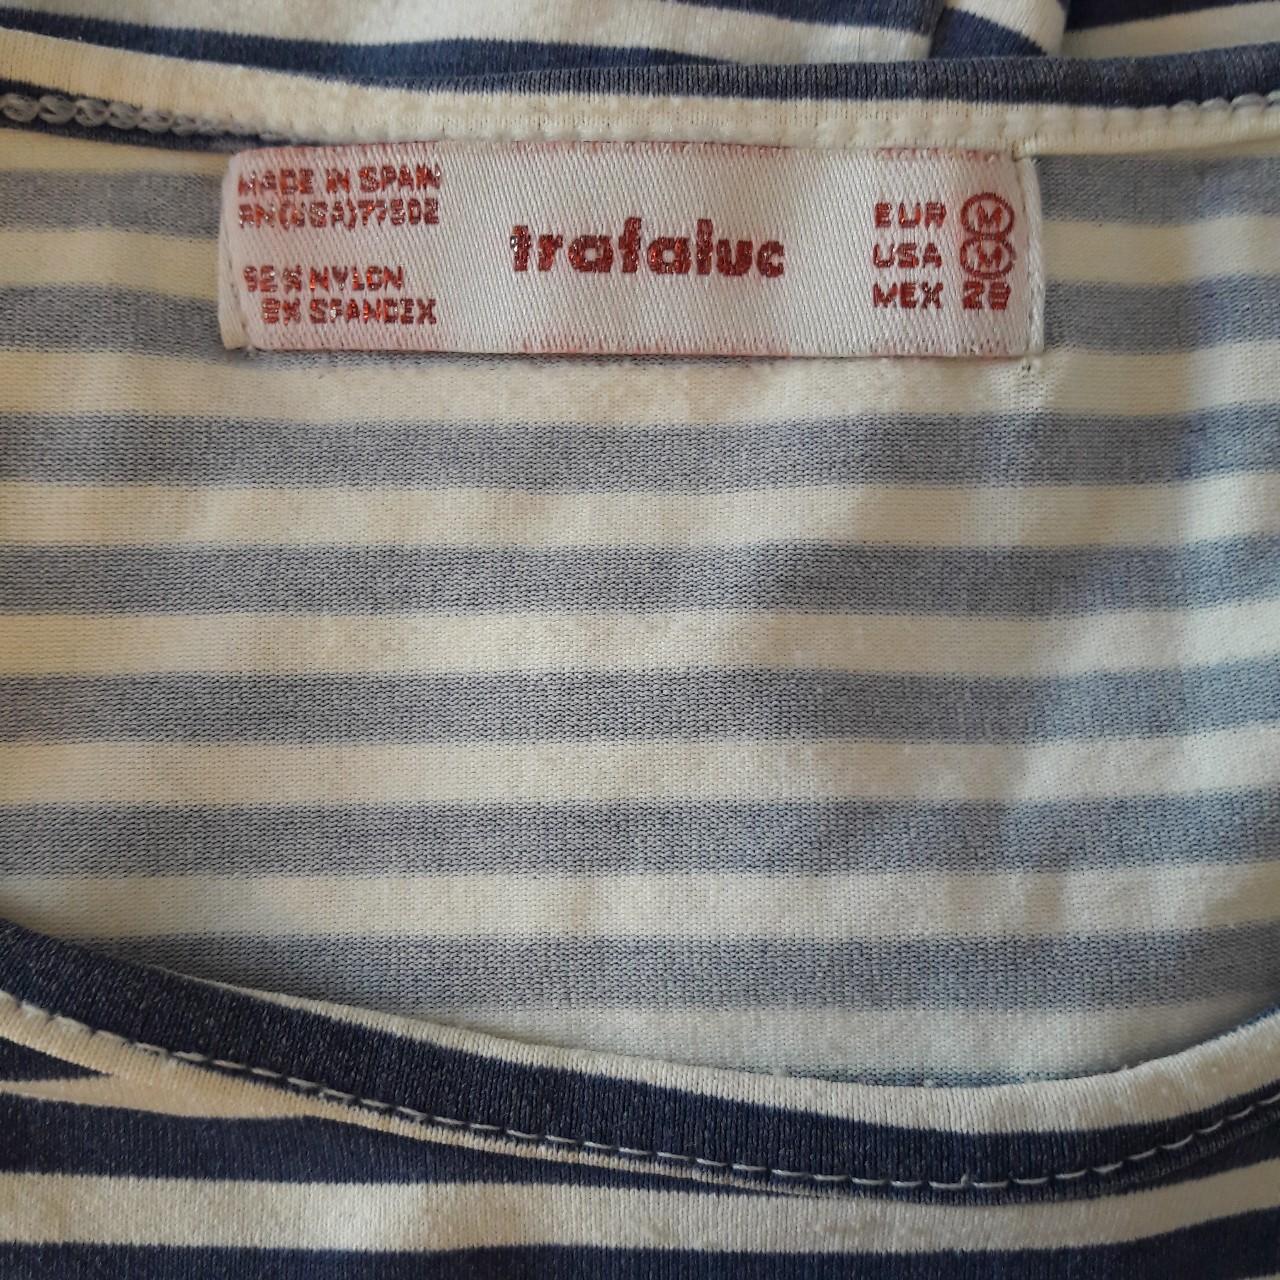 MADE IN SPAIN
RN(USA)77302
92% NYLON
8% SPANDEX
trafaluc
EUR M
USA M
MEX 28